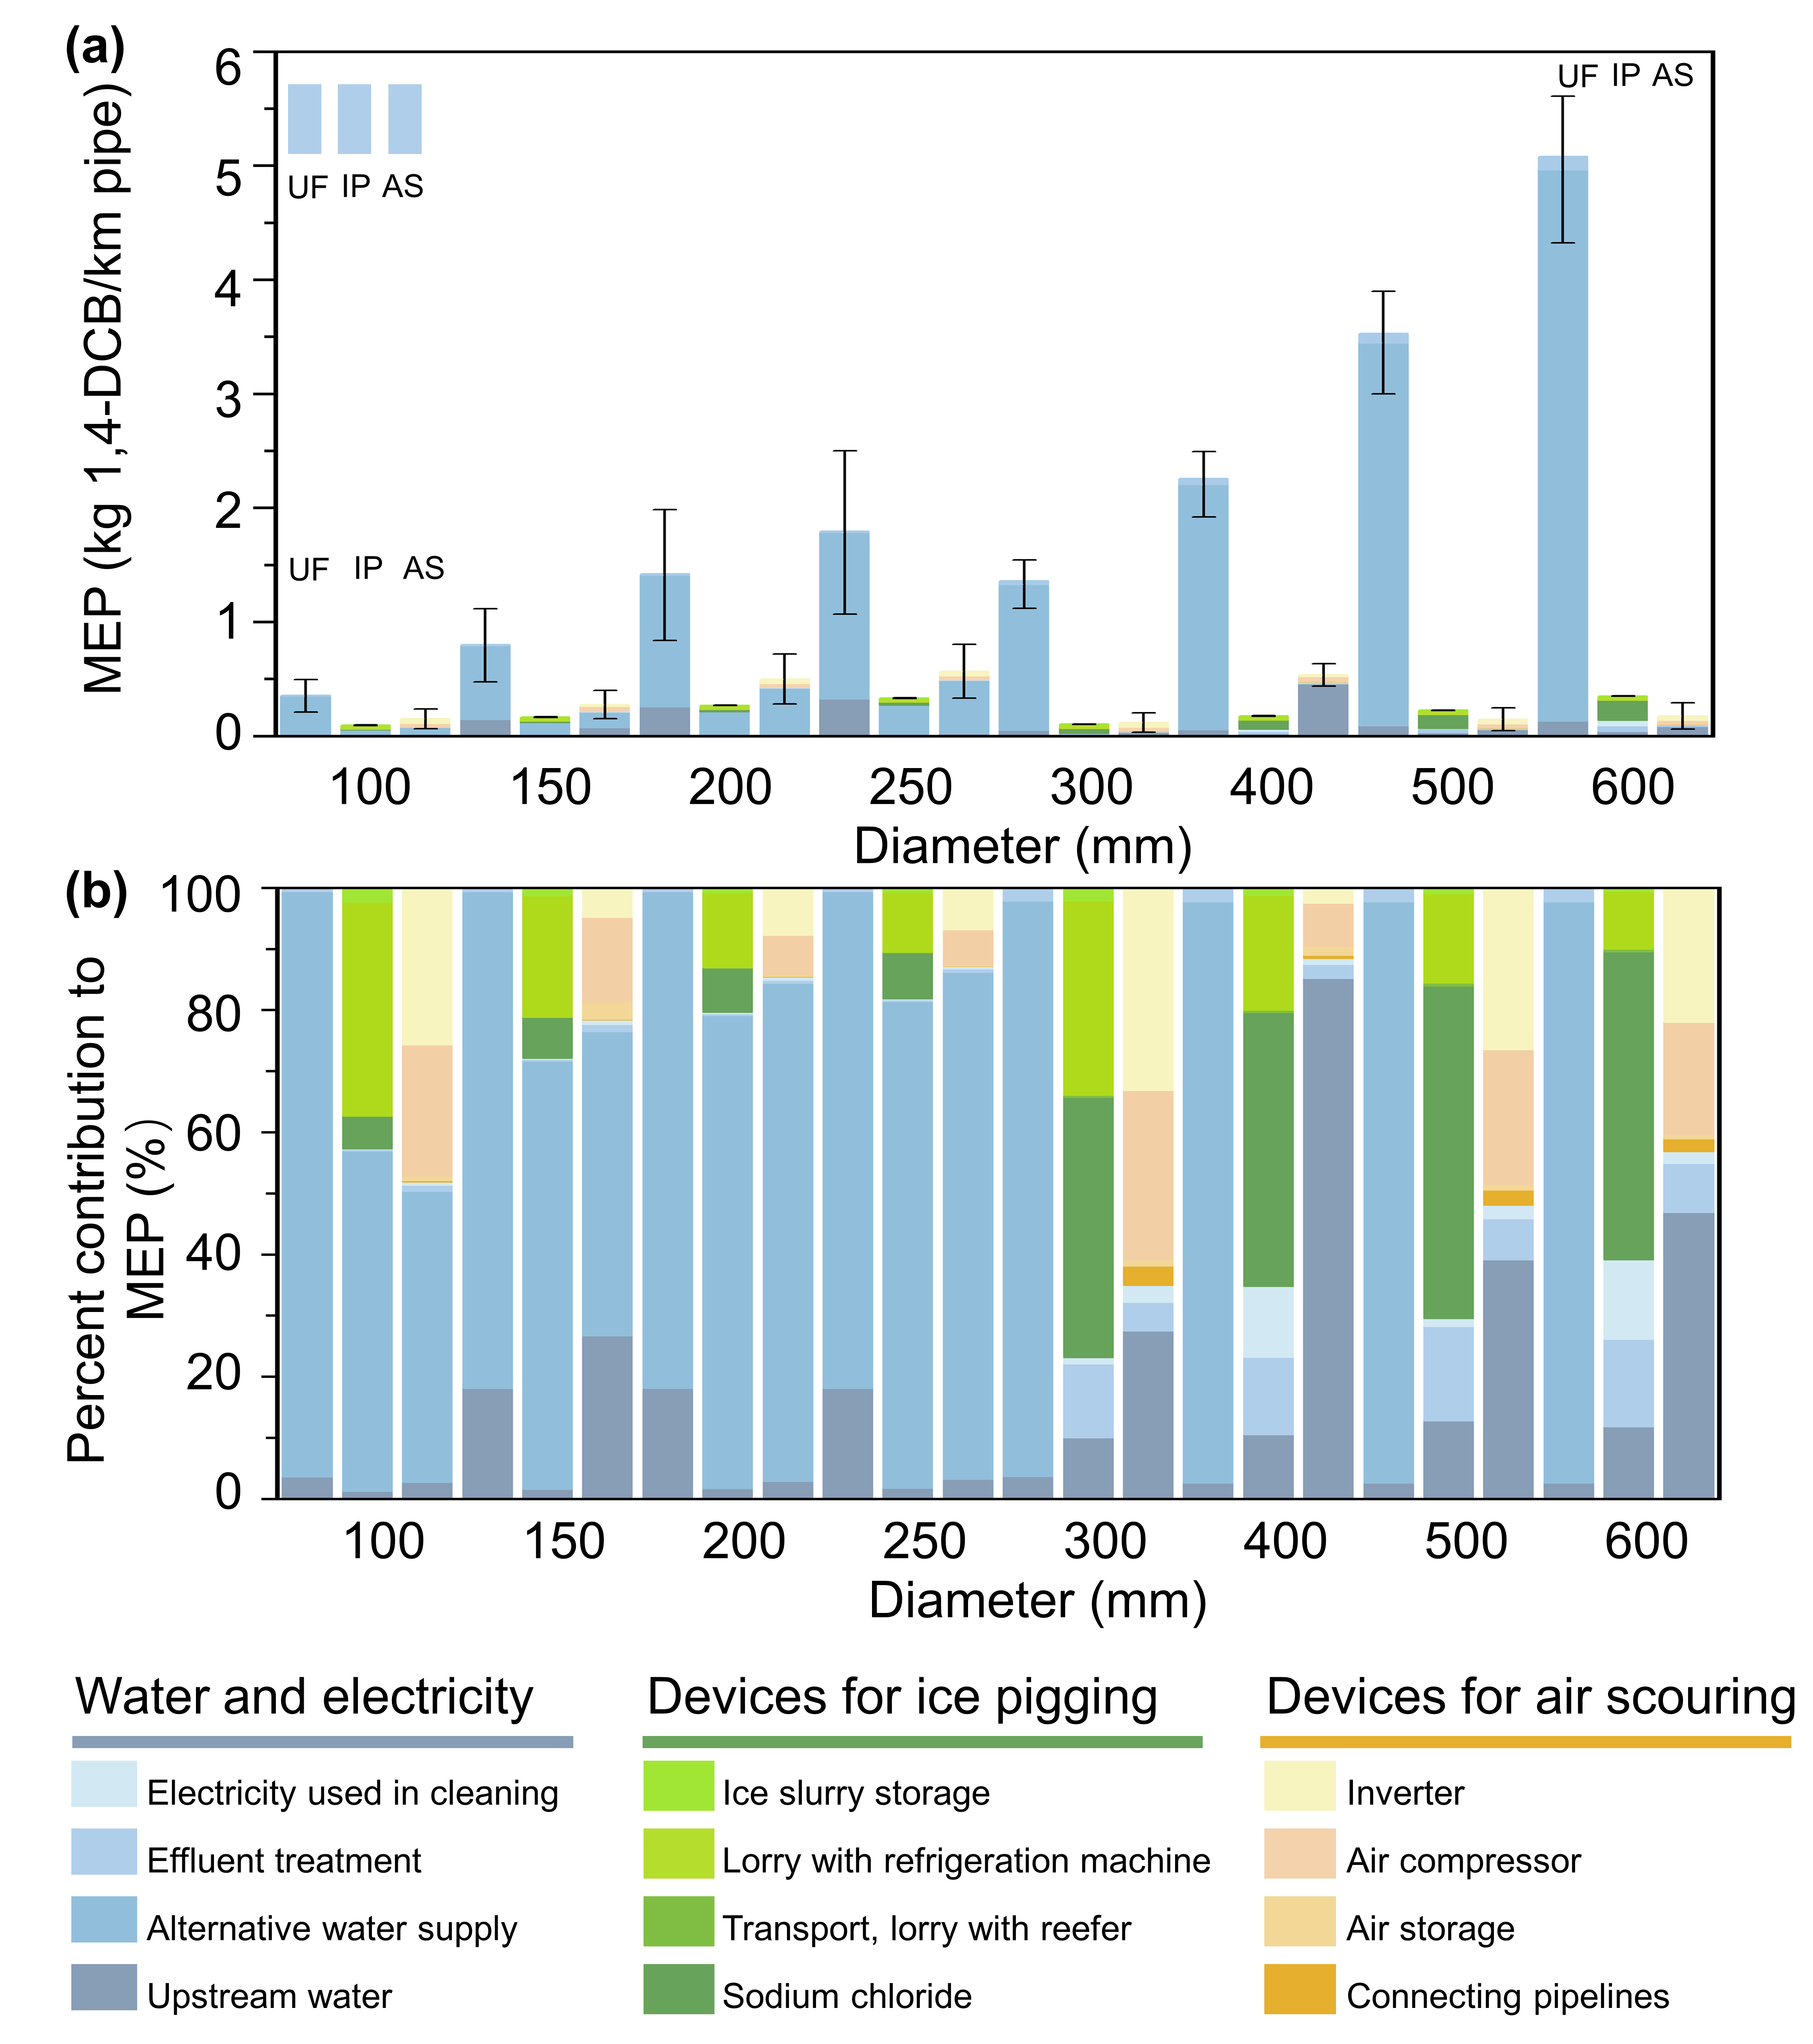 (a)
MEP (kg 1,4-DCB/km pipe)
6
5
4
3
2
1
0
UF IP AS
UF IP AS
UF IP AS
100 150 200 250 300 400 500 600
Diameter (mm)
(b)
Percent contribution to
MEP (%)
100
80
60
40
20
0
100 150 200 250 300 400 500 600
Diameter (mm)
Water and electricity
Electricity used in cleaning
Effluent treatment
Alternative water supply
Upstream water
Devices for ice pigging
Ice slurry storage
Lorry with refrigeration machine
Transport, lorry with reefer
Sodium chloride
Devices for air scouring
Inverter
Air compressor
Air storage
Connecting pipelines